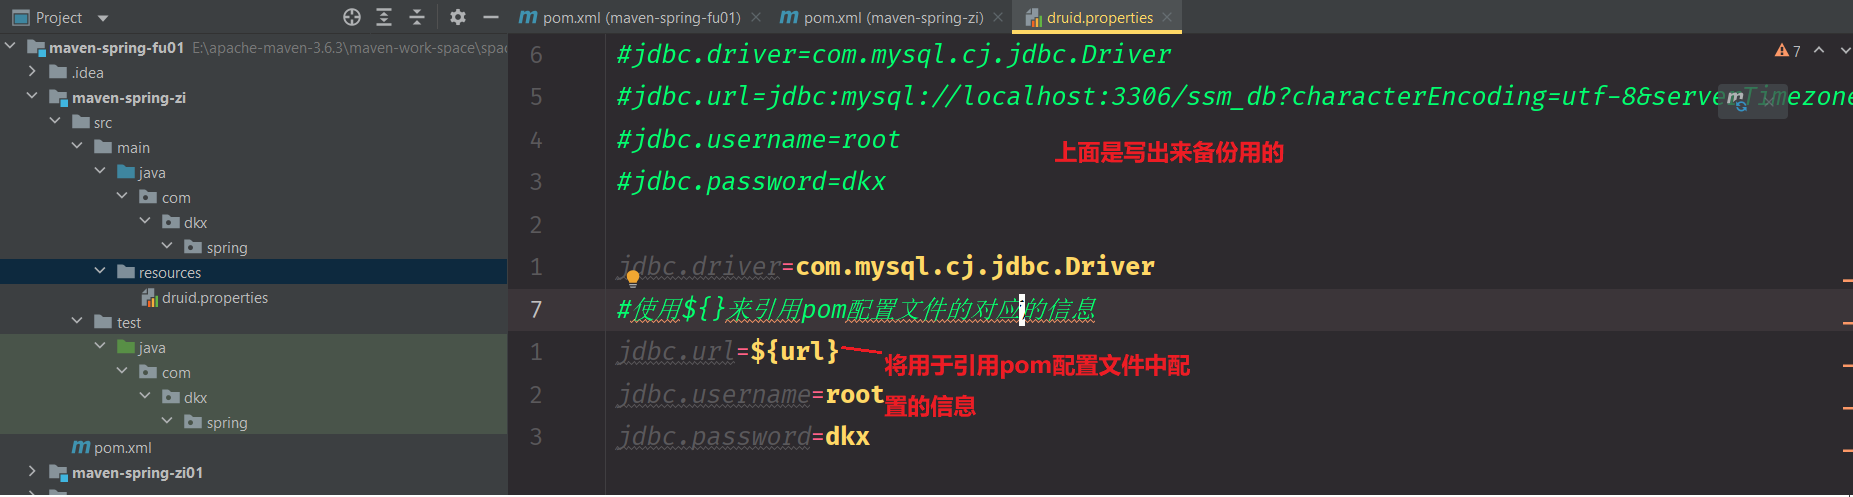 Project
pom.xml (maven-spring-fu01)
pom.xml (maven-spring-zi)
druid.properties
maven-spring-fu01 E:\apache-maven-3.6.3\maven-work-space\spac
.idea
maven-spring-zi
src
main
java
com
dkx
spring
resources
druid.properties
test
java
com
dkx
spring
pom.xml
maven-spring-zi01
7
6 #jdbc.driver=com.mysql.cj.jdbc.Driver
5 #jdbc.url=jdbc:mysql://localhost:3306/ssm_db?characterEncoding=utf-8&serverTimezone
4 #jdbc.username=root
上面是写出来备份用的
3 #jdbc.password=dkx
2
1 jdbc.driver=com.mysql.cj.jdbc.Driver
7 #使用${}来引用pom配置文件的对应的信息
1 jdbc.url=${url}
将用于引用pom配置文件中配
置的信息
2 jdbc.username=root
3 jdbc.password=dkx